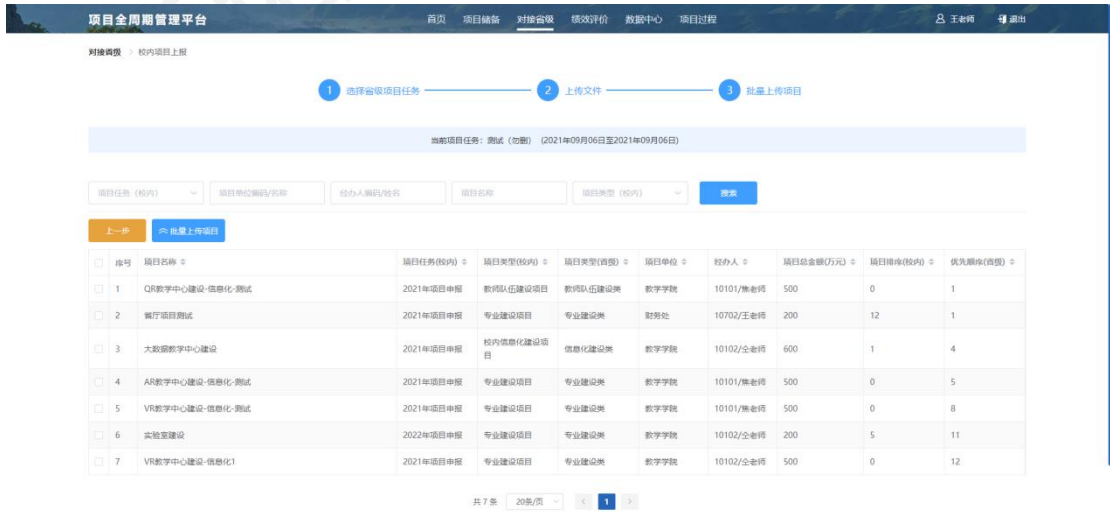 项目全周期管理平台 首页 项目储备 对接省级 绩效评价 数据中心 项目过程 王老师 退出
对接省级 > 校内项目上报
1 选择省级项目任务 2 上传文件 3 批量上传项目
当前项目任务：测试（勿删） (2021年09月06日至2021年09月06日)
项目任务（校内） 项目单位编码/名称 经办人编码/姓名 项目名称 项目类型（校内） 搜索
上一步 批量上传项目
序号 项目名称 项目任务(校内) 项目类型(校内) 项目类型(省级) 项目单位 经办人 项目总金额(万元) 项目排序(校内) 优先顺序(省级)
1 QR教学中心建设-信息化-测试 2021年项目申报 教师队伍建设项目 教师队伍建设类 教学学院 10101/焦老师 500 0 1
2 餐厅项目测试 2021年项目申报 专业建设项目 专业建设类 财务处 10702/王老师 200 12 1
3 大数据教学中心建设 2021年项目申报 校内信息化建设项目 信息化建设类 教学学院 10102/仝老师 600 1 4
4 AR教学中心建设-信息化-测试 2021年项目申报 专业建设项目 专业建设类 教学学院 10101/焦老师 500 0 5
5 VR教学中心建设-信息化-测试 2021年项目申报 专业建设项目 专业建设类 教学学院 10101/焦老师 500 0 8
6 实验室建设 2022年项目申报 专业建设项目 专业建设类 教学学院 10102/仝老师 200 5 11
7 VR教学中心建设-信息化1 2021年项目申报 专业建设项目 专业建设类 教学学院 10102/仝老师 500 0 12
共 7 条 20条/页 < 1 >